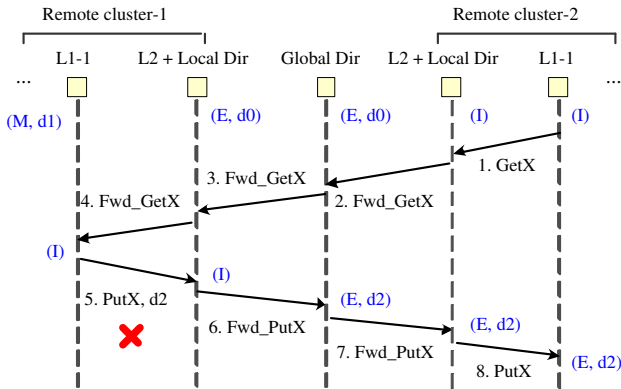 Remote cluster-1
Remote cluster-2
... L1-1 L2 + Local Dir Global Dir L2 + Local Dir L1-1 ...
(M, d1) (E, d0) (E, d0) (I) (I)
1. GetX
3. Fwd_GetX
4. Fwd_GetX 2. Fwd_GetX
(I) (I)
5. PutX, d2 (E, d2)
6. Fwd_PutX (E, d2)
7. Fwd_PutX
8. PutX (E, d2)